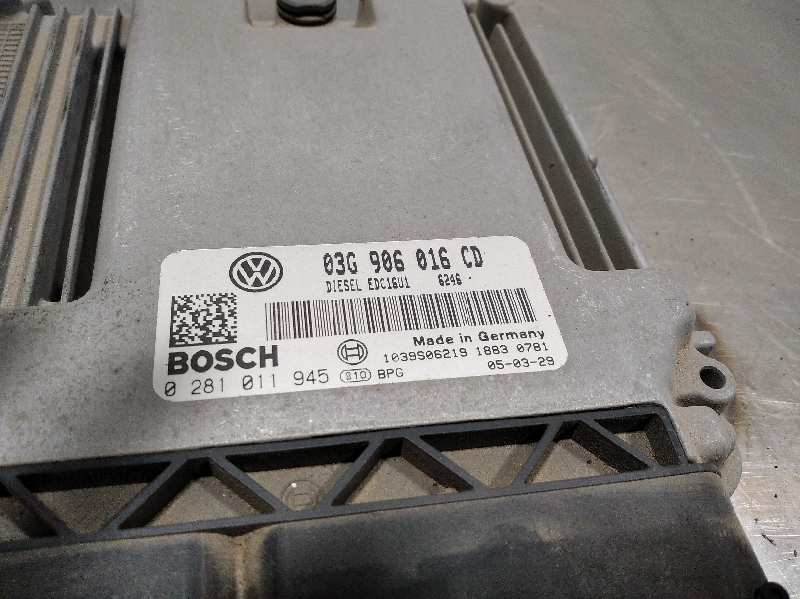 03G 906 016 CD
DIESEL EDC16U1 6246
BOSCH
Made in Germany
1039S06219 1883 0781
0 281 011 945 810 BPG 05-03-29